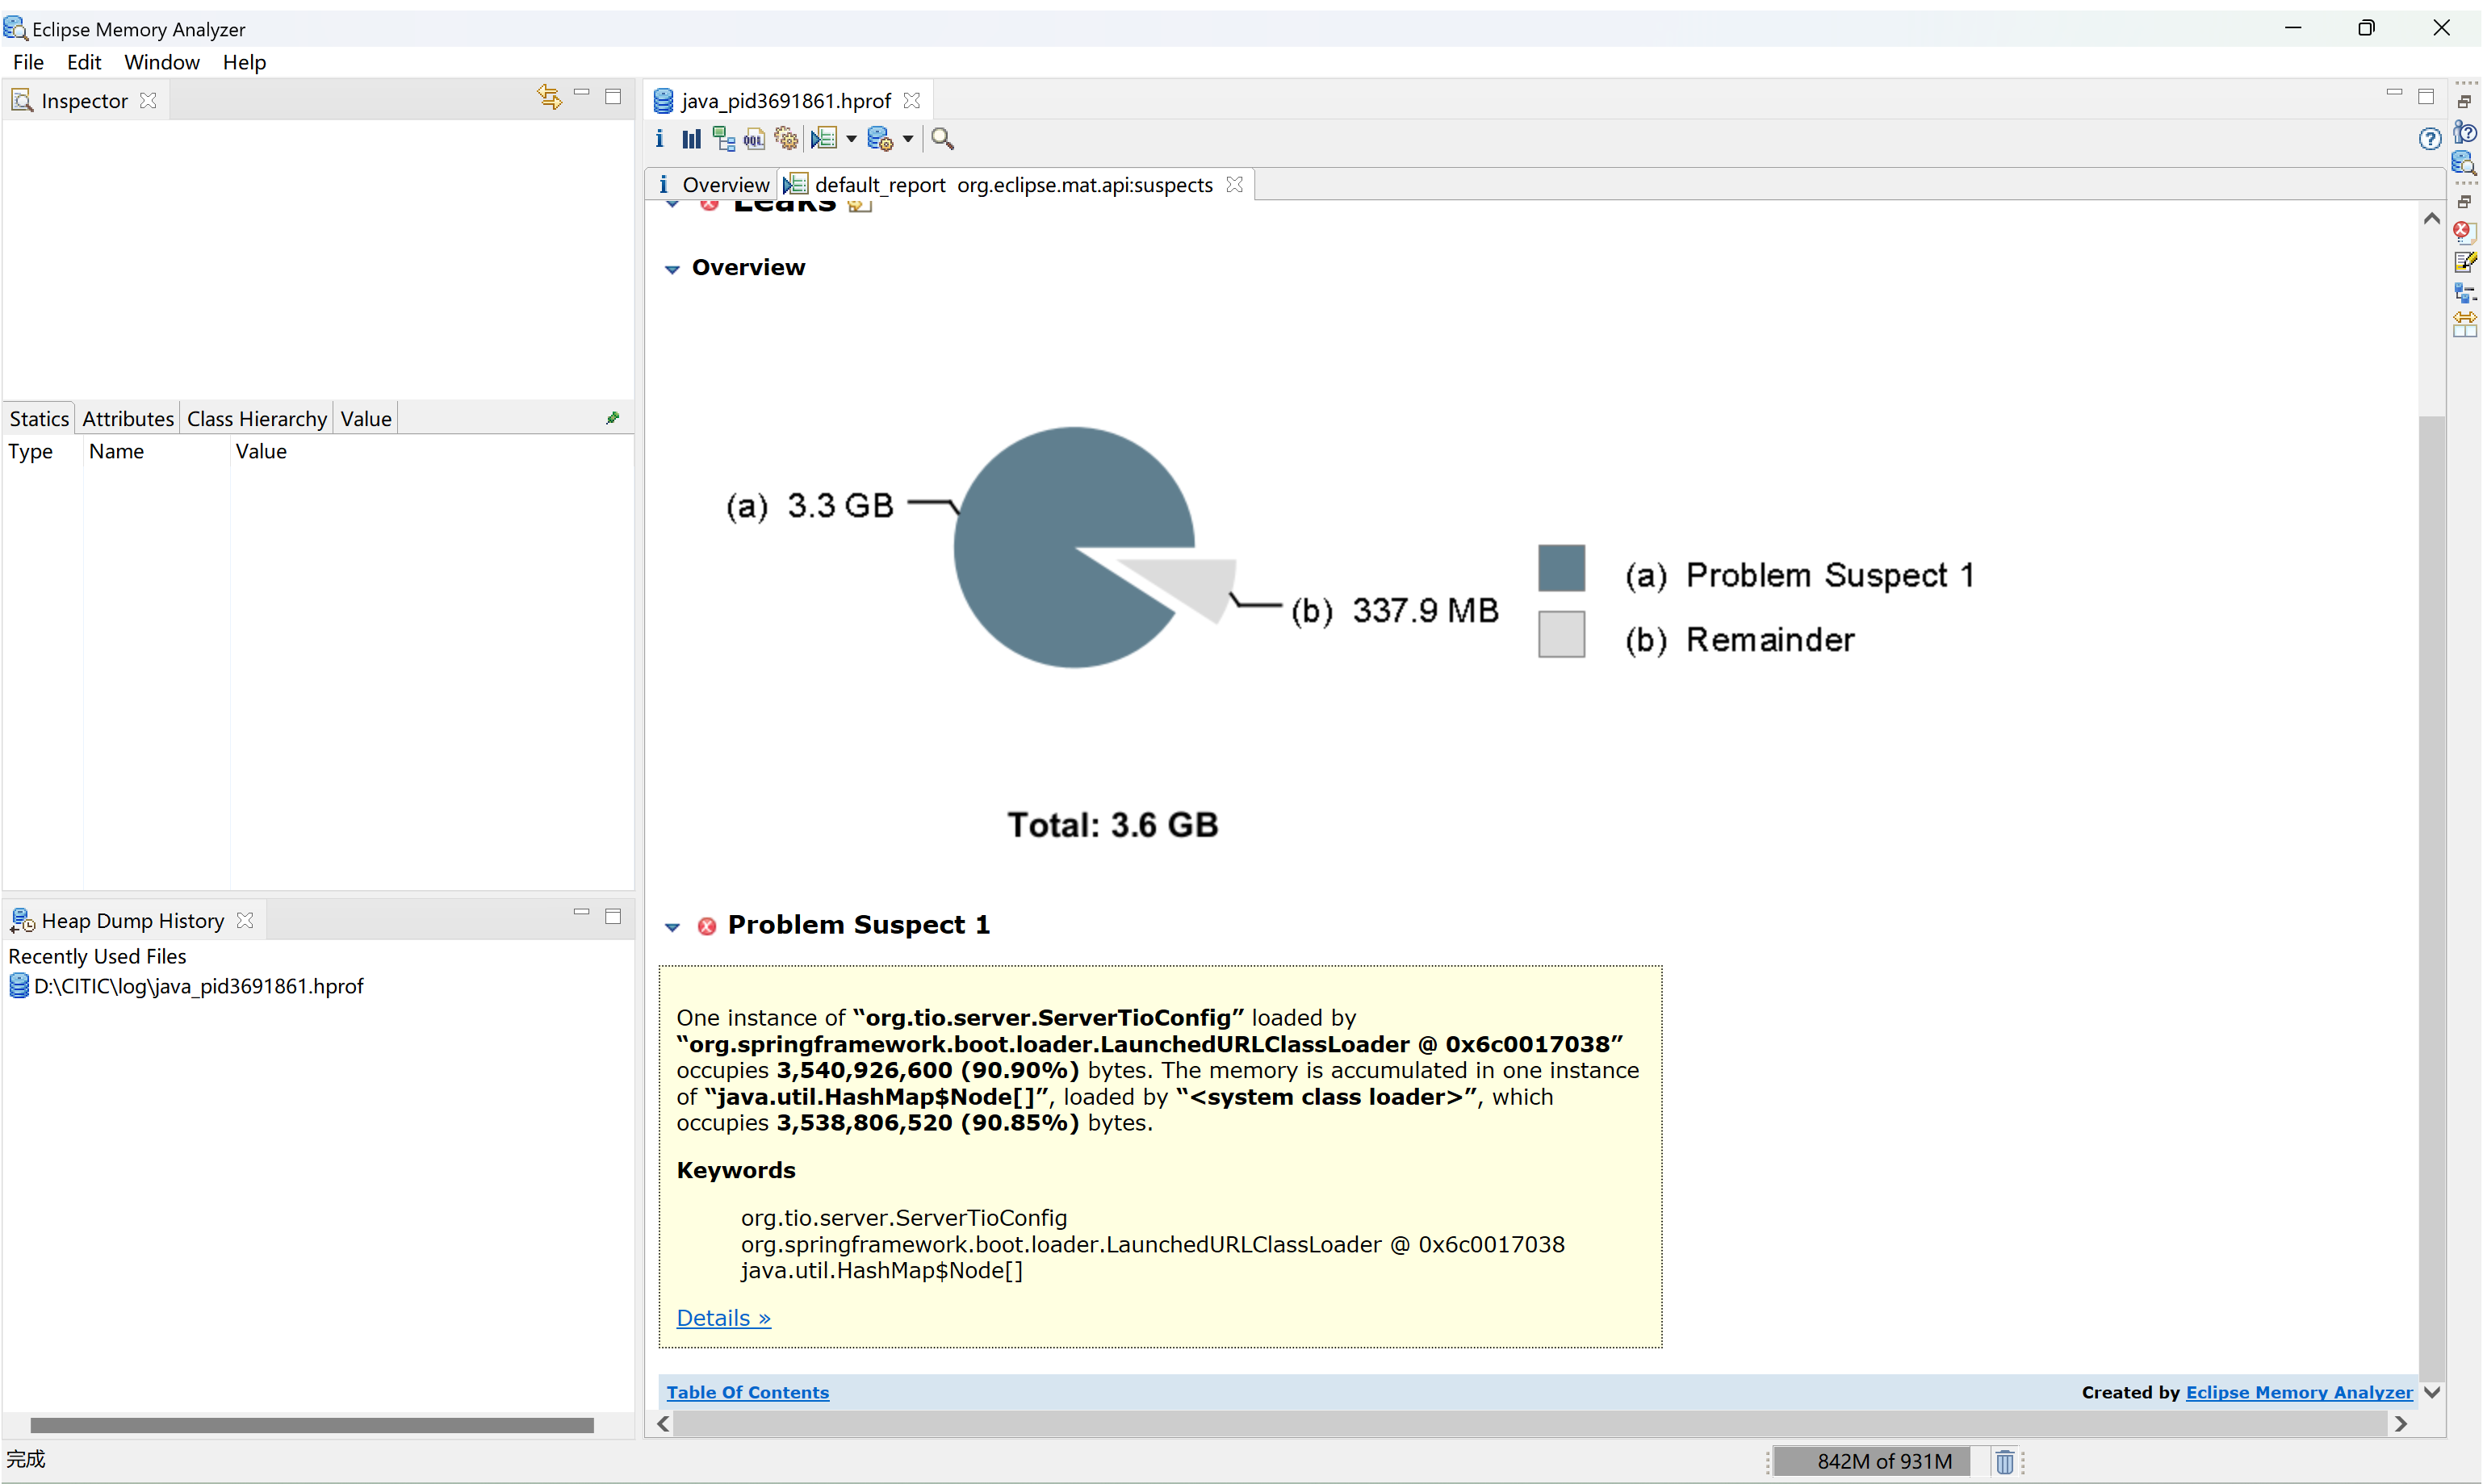 Eclipse Memory Analyzer
File Edit Window Help
Inspector
Statics Attributes Class Hierarchy Value
Type Name Value
Heap Dump History
Recently Used Files
D:\CITIC\log\java_pid3691861.hprof
java_pid3691861.hprof
i OQL
i Overview default_report org.eclipse.mat.api:suspects
Leaks
Overview
(a) 3.3 GB
(b) 337.9 MB
(a) Problem Suspect 1
(b) Remainder
Total: 3.6 GB
Problem Suspect 1
One instance of “org.tio.server.ServerTioConfig” loaded by
“org.springframework.boot.loader.LaunchedURLClassLoader @ 0x6c0017038”
occupies 3,540,926,600 (90.90%) bytes. The memory is accumulated in one instance
of “java.util.HashMap$Node[]”, loaded by “<system class loader>”, which
occupies 3,538,806,520 (90.85%) bytes.
Keywords
org.tio.server.ServerTioConfig
org.springframework.boot.loader.LaunchedURLClassLoader @ 0x6c0017038
java.util.HashMap$Node[]
Details »
Table Of Contents
Created by Eclipse Memory Analyzer
完成
842M of 931M